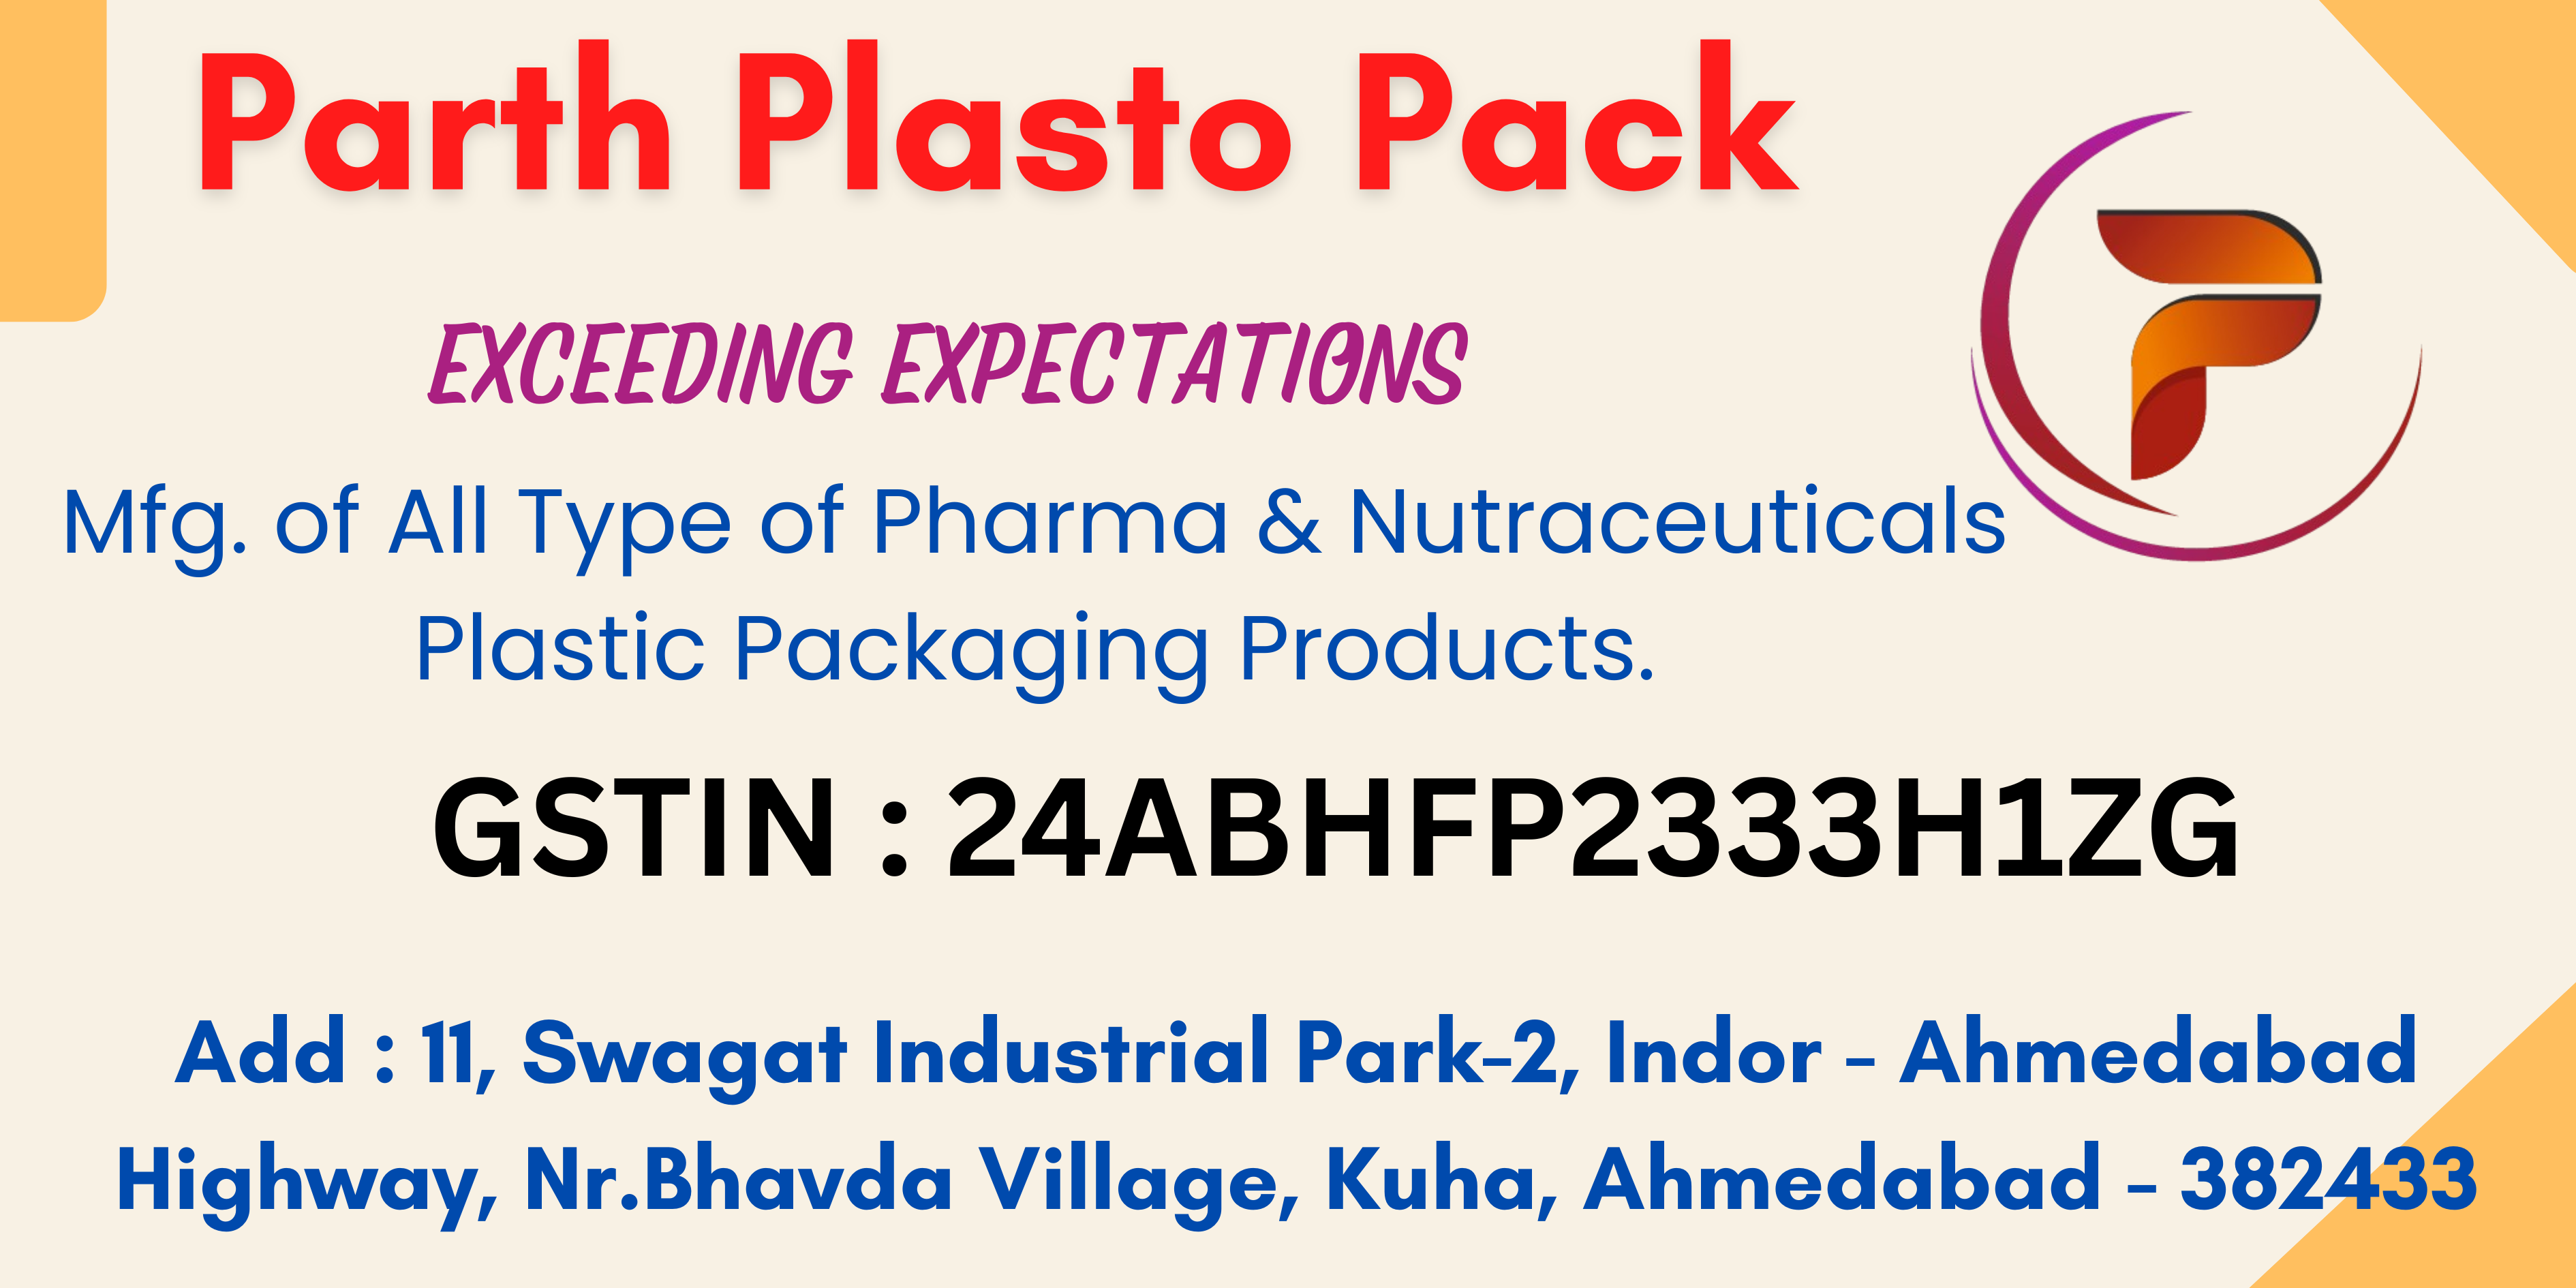 Parth Plasto Pack
EXCEEDING EXPECTATIONS
Mfg. of All Type of Pharma & Nutraceuticals
Plastic Packaging Products.
GSTIN : 24ABHFP2333H1ZG
Add : 11, Swagat Industrial Park-2, Indor - Ahmedabad
Highway, Nr.Bhavda Village, Kuha, Ahmedabad - 382433